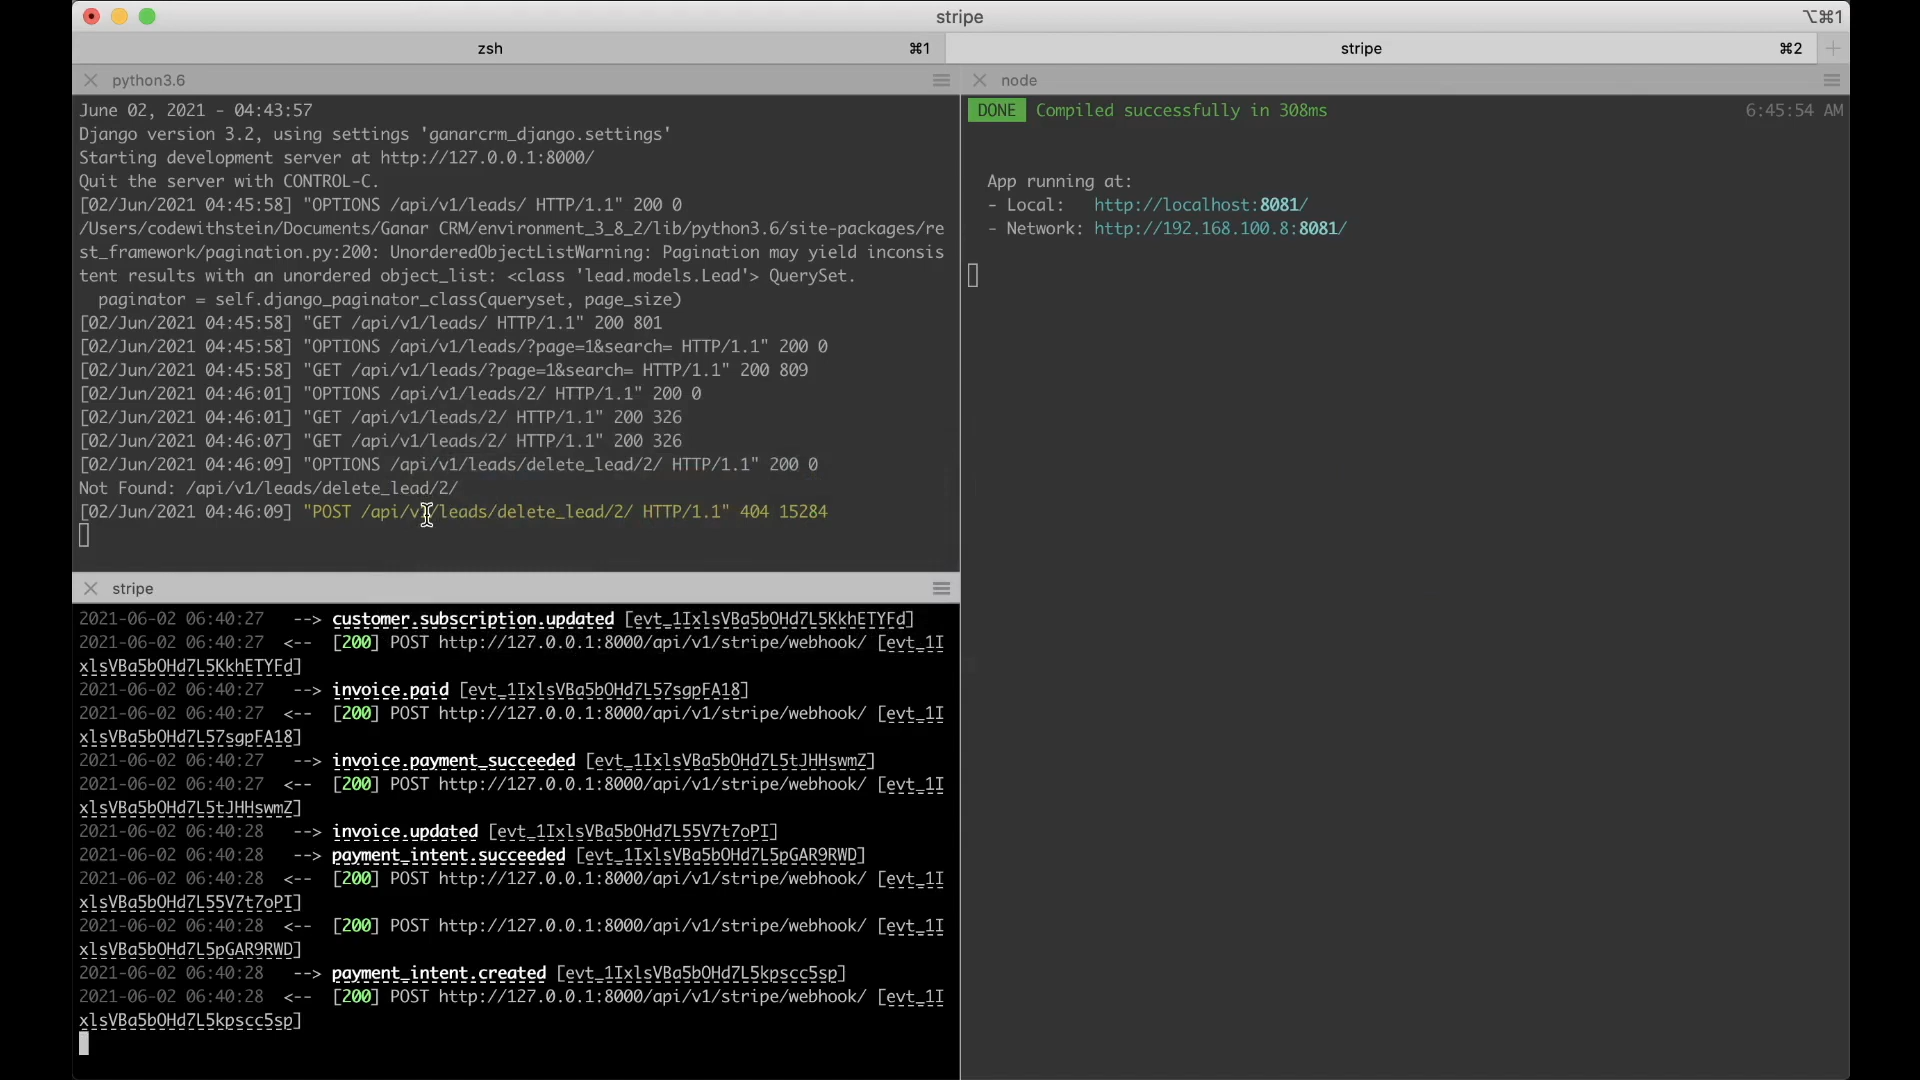 stripe
⌥⌘1
zsh ⌘1
stripe ⌘2
python3.6
June 02, 2021 - 04:43:57
Django version 3.2, using settings 'ganarcrm_django.settings'
Starting development server at http://127.0.0.1:8000/
Quit the server with CONTROL-C.
[02/Jun/2021 04:45:58] "OPTIONS /api/v1/leads/ HTTP/1.1" 200 0
/Users/codewithstein/Documents/Ganar CRM/environment_3_8_2/lib/python3.6/site-packages/re
st_framework/pagination.py:200: UnorderedObjectListWarning: Pagination may yield inconsis
tent results with an unordered object_list: <class 'lead.models.Lead'> QuerySet.
paginator = self.django_paginator_class(queryset, page_size)
[02/Jun/2021 04:45:58] "GET /api/v1/leads/ HTTP/1.1" 200 801
[02/Jun/2021 04:45:58] "OPTIONS /api/v1/leads/?page=1&search= HTTP/1.1" 200 0
[02/Jun/2021 04:45:58] "GET /api/v1/leads/?page=1&search= HTTP/1.1" 200 809
[02/Jun/2021 04:46:01] "OPTIONS /api/v1/leads/2/ HTTP/1.1" 200 0
[02/Jun/2021 04:46:01] "GET /api/v1/leads/2/ HTTP/1.1" 200 326
[02/Jun/2021 04:46:07] "GET /api/v1/leads/2/ HTTP/1.1" 200 326
[02/Jun/2021 04:46:09] "OPTIONS /api/v1/leads/delete_lead/2/ HTTP/1.1" 200 0
Not Found: /api/v1/leads/delete_lead/2/
[02/Jun/2021 04:46:09] "POST /api/v1/leads/delete_lead/2/ HTTP/1.1" 404 15284
stripe
2021-06-02 06:40:27 --> customer.subscription.updated [evt_1IxlsVBa5bOHd7L5KkhETYFd]
2021-06-02 06:40:27 <-- [200] POST http://127.0.0.1:8000/api/v1/stripe/webhook/ [evt_1I
xlsVBa5bOHd7L5KkhETYFd]
2021-06-02 06:40:27 --> invoice.paid [evt_1IxlsVBa5bOHd7L57sgpFA18]
2021-06-02 06:40:27 <-- [200] POST http://127.0.0.1:8000/api/v1/stripe/webhook/ [evt_1I
xlsVBa5bOHd7L57sgpFA18]
2021-06-02 06:40:27 --> invoice.payment_succeeded [evt_1IxlsVBa5bOHd7L5tJHHswmZ]
2021-06-02 06:40:27 <-- [200] POST http://127.0.0.1:8000/api/v1/stripe/webhook/ [evt_1I
xlsVBa5bOHd7L5tJHHswmZ]
2021-06-02 06:40:28 --> invoice.updated [evt_1IxlsVBa5bOHd7L55V7t7oPI]
2021-06-02 06:40:28 --> payment_intent.succeeded [evt_1IxlsVBa5bOHd7L5pGAR9RWD]
2021-06-02 06:40:28 <-- [200] POST http://127.0.0.1:8000/api/v1/stripe/webhook/ [evt_1I
xlsVBa5bOHd7L55V7t7oPI]
2021-06-02 06:40:28 <-- [200] POST http://127.0.0.1:8000/api/v1/stripe/webhook/ [evt_1I
xlsVBa5bOHd7L5pGAR9RWD]
2021-06-02 06:40:28 --> payment_intent.created [evt_1IxlsVBa5bOHd7L5kpscc5sp]
2021-06-02 06:40:28 <-- [200] POST http://127.0.0.1:8000/api/v1/stripe/webhook/ [evt_1I
xlsVBa5bOHd7L5kpscc5sp]
node
DONE Compiled successfully in 308ms 6:45:54 AM
App running at:
- Local: http://localhost:8081/
- Network: http://192.168.100.8:8081/